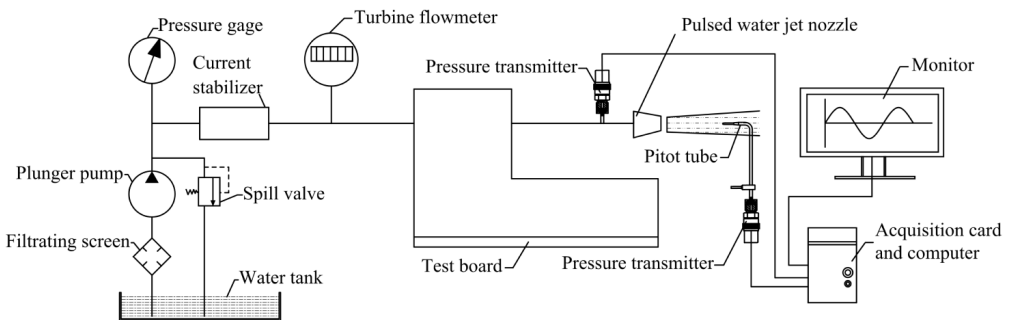 Turbine flowmeter
Pressure gage
Pulsed water jet nozzle
Current
stabilizer
Pressure transmitter
Monitor
Pitot tube
Plunger pump
Spill valve
Filtrating screen
Acquisition card
and computer
Test board
Pressure transmitter
Water tank